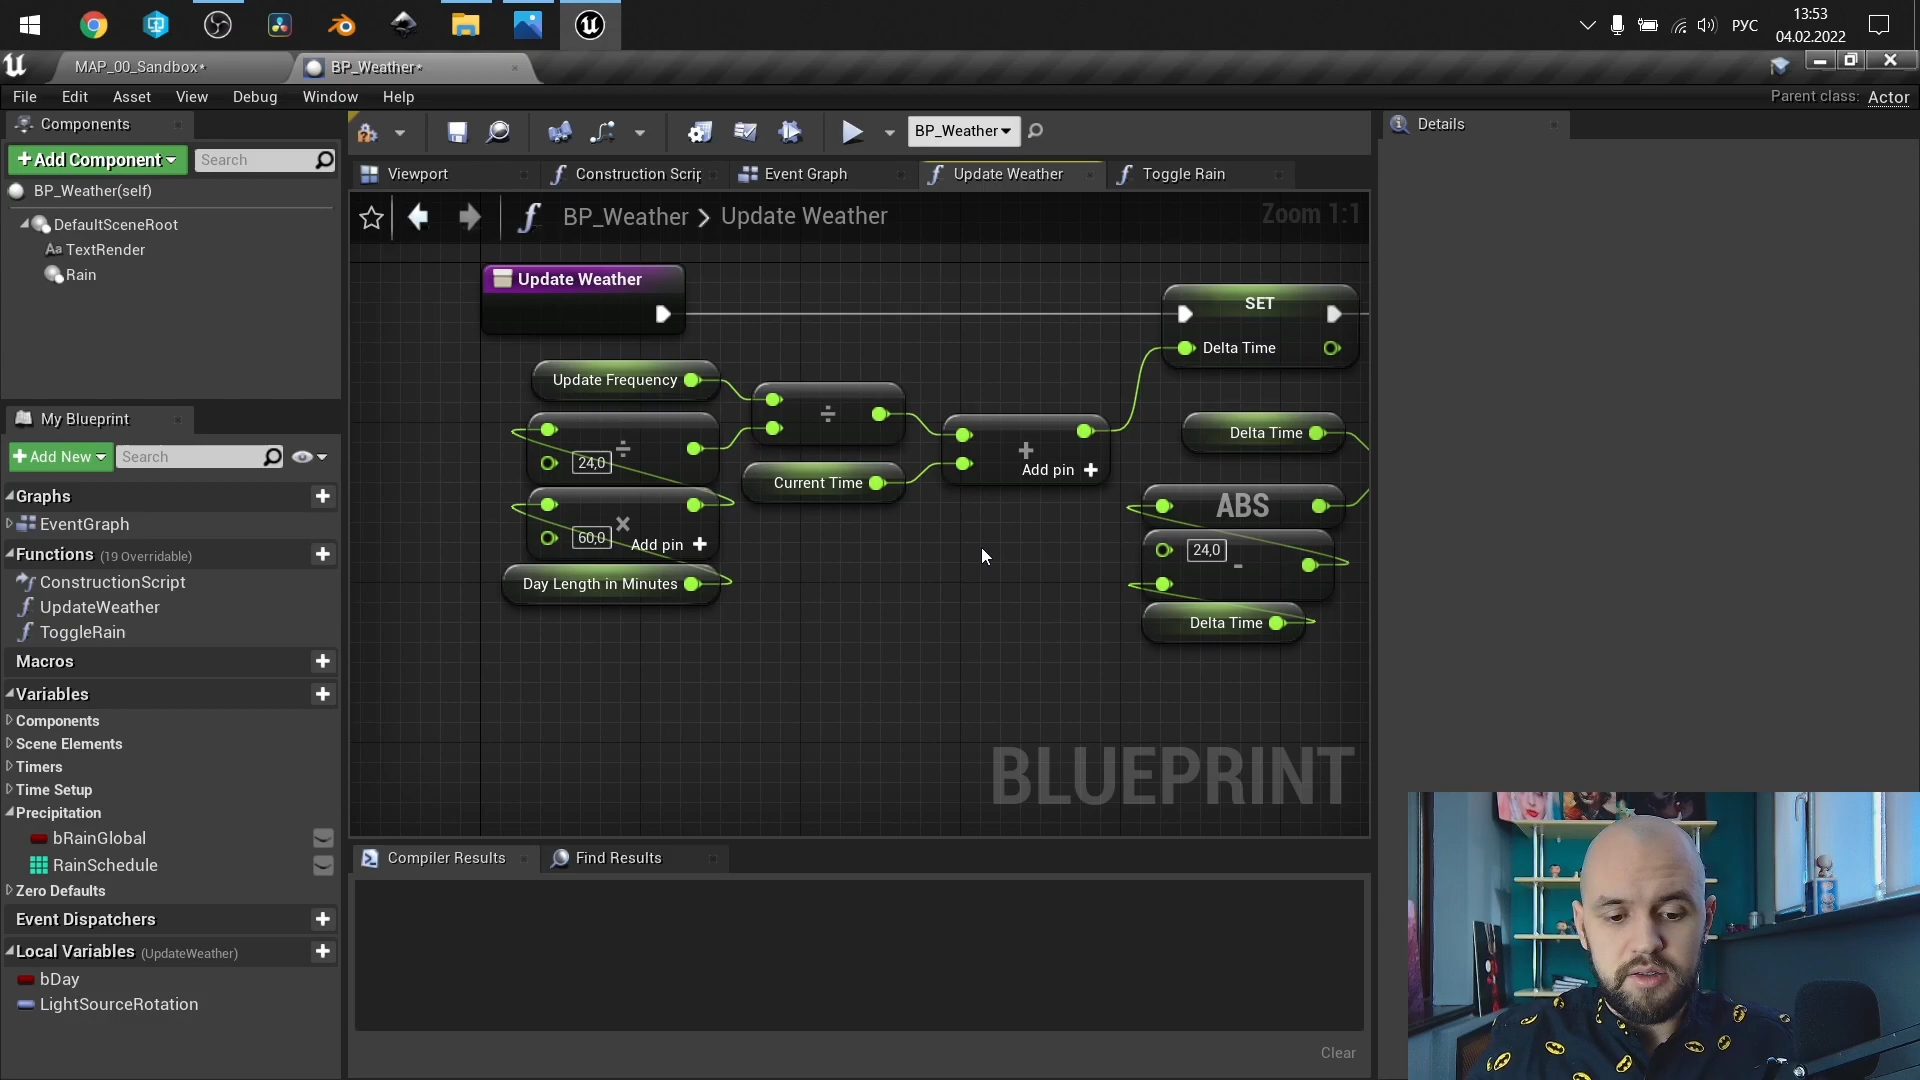 РУС
13:53
04.02.2022
MAP_00_Sandbox*
BP_Weather*
File Edit Asset View Debug Window Help
Parent class: Actor
Components
+Add Component
Search
BP_Weather(self)
DefaultSceneRoot
Aa TextRender
Rain
BP_Weather
Details
Viewport
Construction Scrip
Event Graph
Update Weather
Toggle Rain
BP_Weather > Update Weather
Zoom 1:1
Update Weather
SET
Delta Time
Update Frequency
÷
÷
24,0
Current Time
+
Add pin +
Delta Time
×
60,0
Add pin +
Day Length in Minutes
ABS
24,0
-
Delta Time
BLUEPRINT
My Blueprint
+Add New
Search
Graphs
EventGraph
Functions (19 Overridable)
ConstructionScript
UpdateWeather
ToggleRain
Macros
Variables
Components
Scene Elements
Timers
Time Setup
Precipitation
bRainGlobal
RainSchedule
Zero Defaults
Event Dispatchers
Local Variables (UpdateWeather)
bDay
LightSourceRotation
Compiler Results
Find Results
Clear